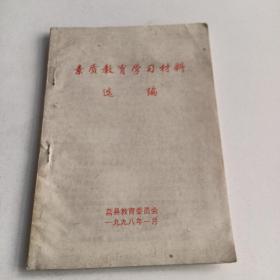 素质教育学习材料
选编
莒县教育委员会
一九九八年一月